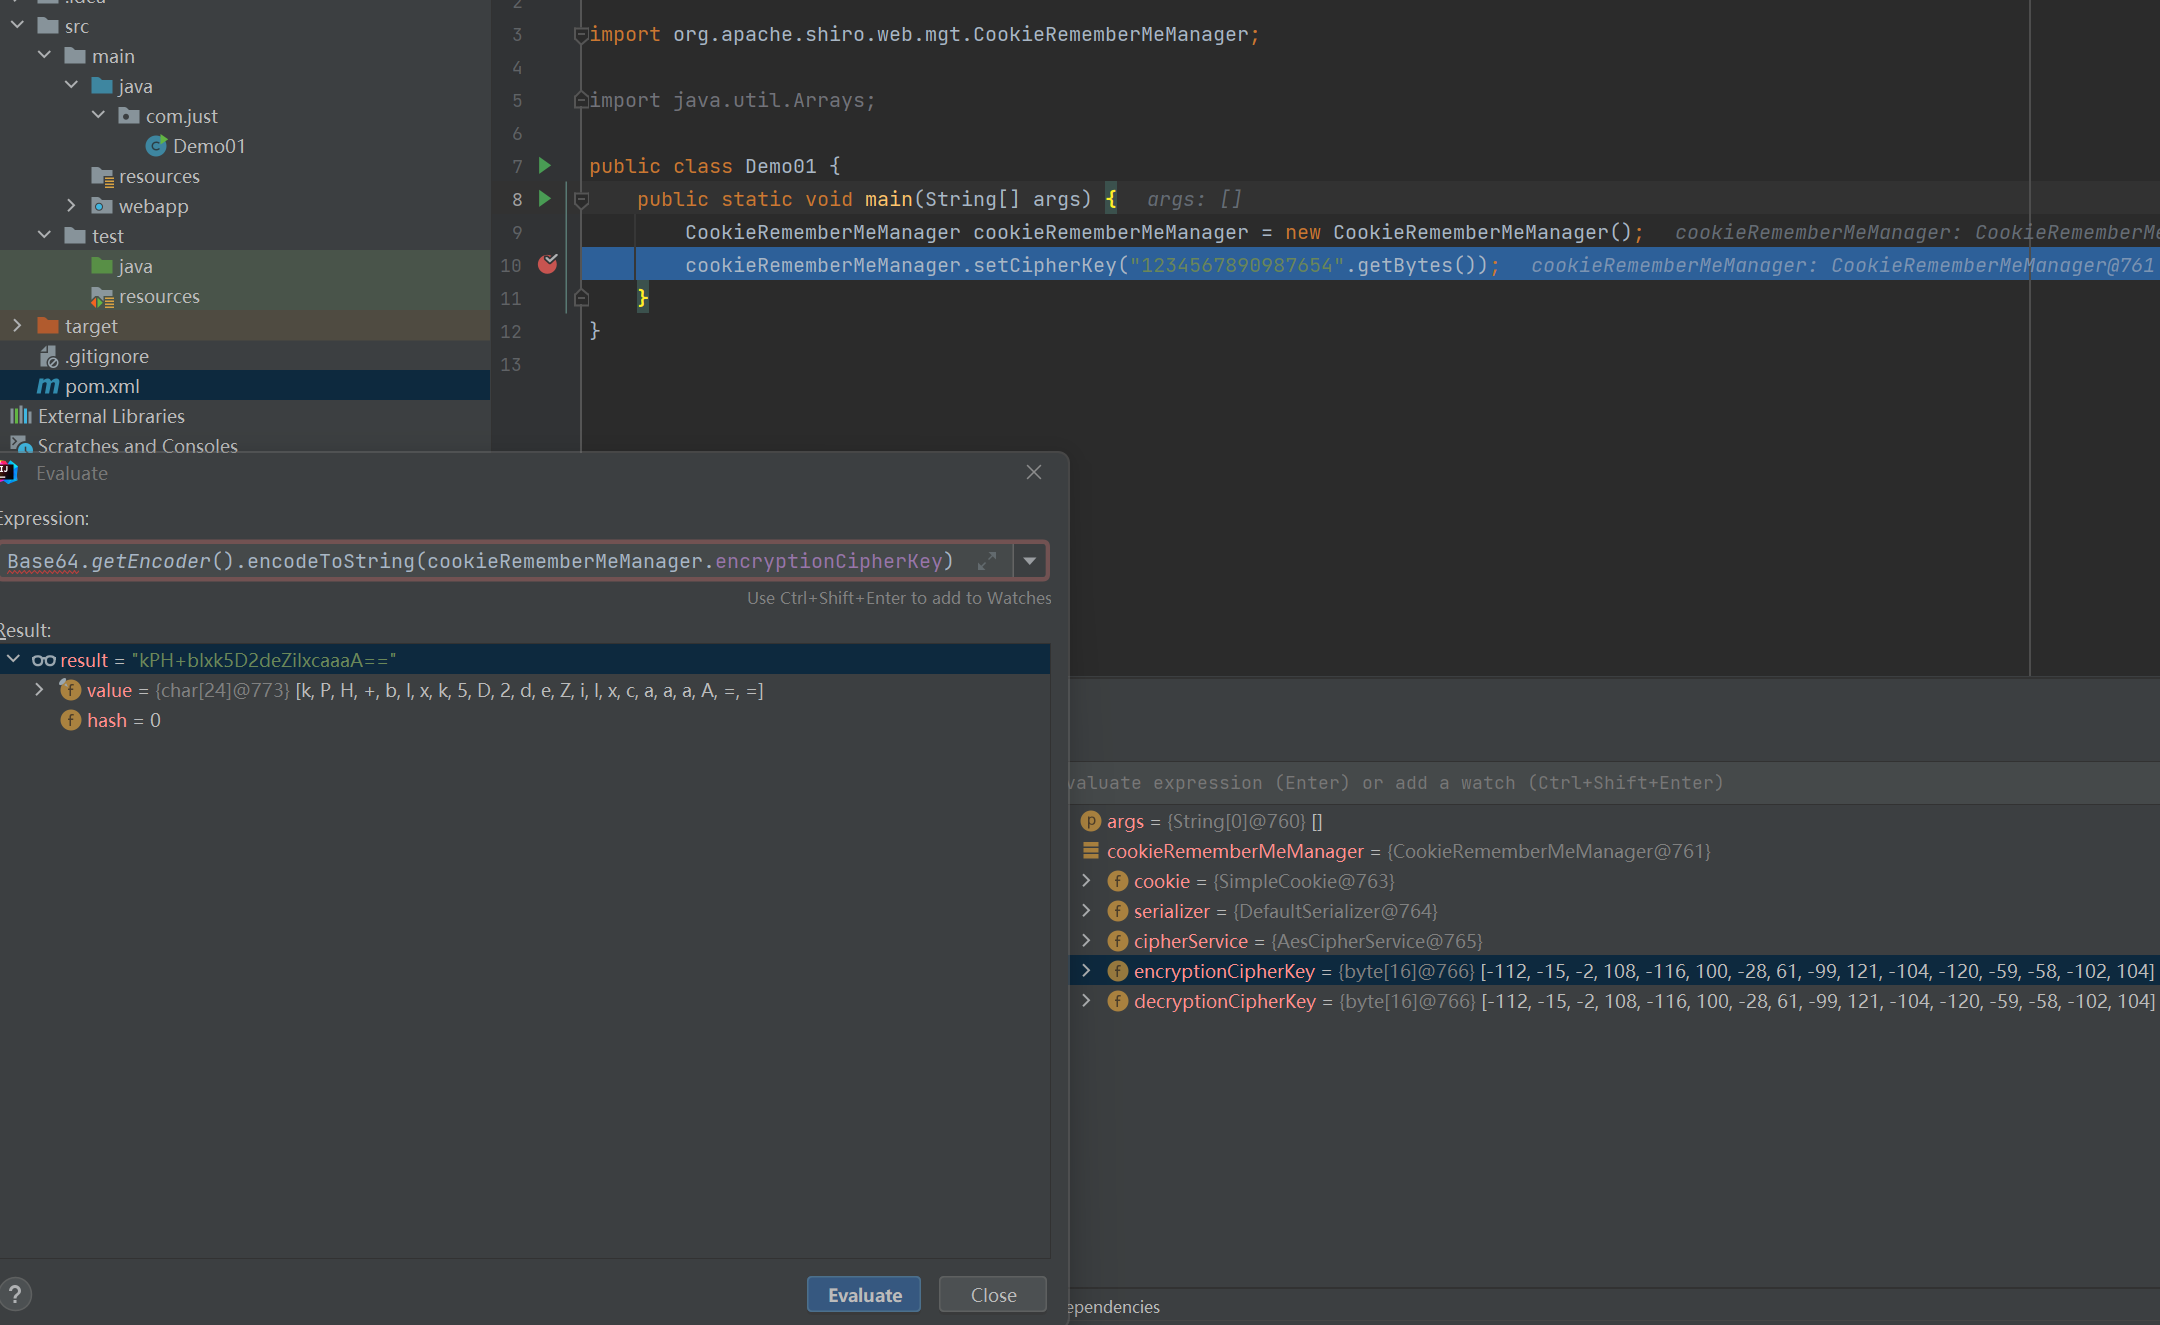 .idea
src
main
java
com.just
Demo01
resources
webapp
test
java
resources
target
.gitignore
pom.xml
External Libraries
Scratches and Consoles
2
3 import org.apache.shiro.web.mgt.CookieRememberMeManager;
4
5 import java.util.Arrays;
6
7 public class Demo01 {
8 public static void main(String[] args) { args: []
9 CookieRememberMeManager cookieRememberMeManager = new CookieRememberMeManager(); cookieRememberMeManager: CookieRememberMe
10 cookieRememberMeManager.setCipherKey("1234567890987654".getBytes()); cookieRememberMeManager: CookieRememberMeManager@761
11 }
12 }
13
Evaluate
Expression:
Base64.getEncoder().encodeToString(cookieRememberMeManager.encryptionCipherKey)
Use Ctrl+Shift+Enter to add to Watches
Result:
result = "kPH+bIxk5D2deZiIxcaaaA=="
value = {char[24]@773} [k, P, H, +, b, I, x, k, 5, D, 2, d, e, Z, i, I, x, c, a, a, a, A, =, =]
hash = 0
Evaluate
Close
valuate expression (Enter) or add a watch (Ctrl+Shift+Enter)
args = {String[0]@760} []
cookieRememberMeManager = {CookieRememberMeManager@761}
cookie = {SimpleCookie@763}
serializer = {DefaultSerializer@764}
cipherService = {AesCipherService@765}
encryptionCipherKey = {byte[16]@766} [-112, -15, -2, 108, -116, 100, -28, 61, -99, 121, -104, -120, -59, -58, -102, 104]
decryptionCipherKey = {byte[16]@766} [-112, -15, -2, 108, -116, 100, -28, 61, -99, 121, -104, -120, -59, -58, -102, 104]
ependencies